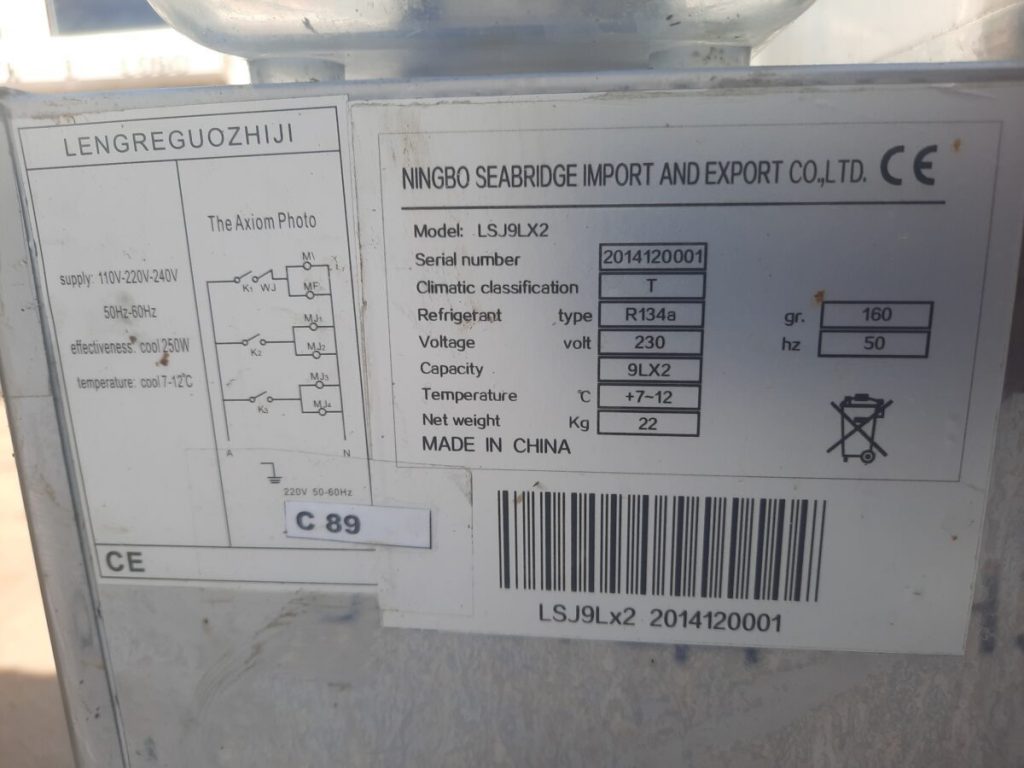 LENGREGUOZHIJI
supply: 110V-220V-240V
50Hz-60Hz
effectiveness: cool 250W
temperature: cool 7-12℃
The Axiom Photo
K1 WJ
K2
MJ1
MJ2
K3
MJ3
MJ4
A N
220V 50-60Hz
C 89
CE
NINGBO SEABRIDGE IMPORT AND EXPORT CO.,LTD. CE
Model: LSJ9LX2
Serial number 2014120001
Climatic classification T
Refrigerant type R134a gr. 160
Voltage volt 230 hz 50
Capacity 9LX2
Temperature ℃ +7~12
Net weight Kg 22
MADE IN CHINA
LSJ9Lx2 2014120001